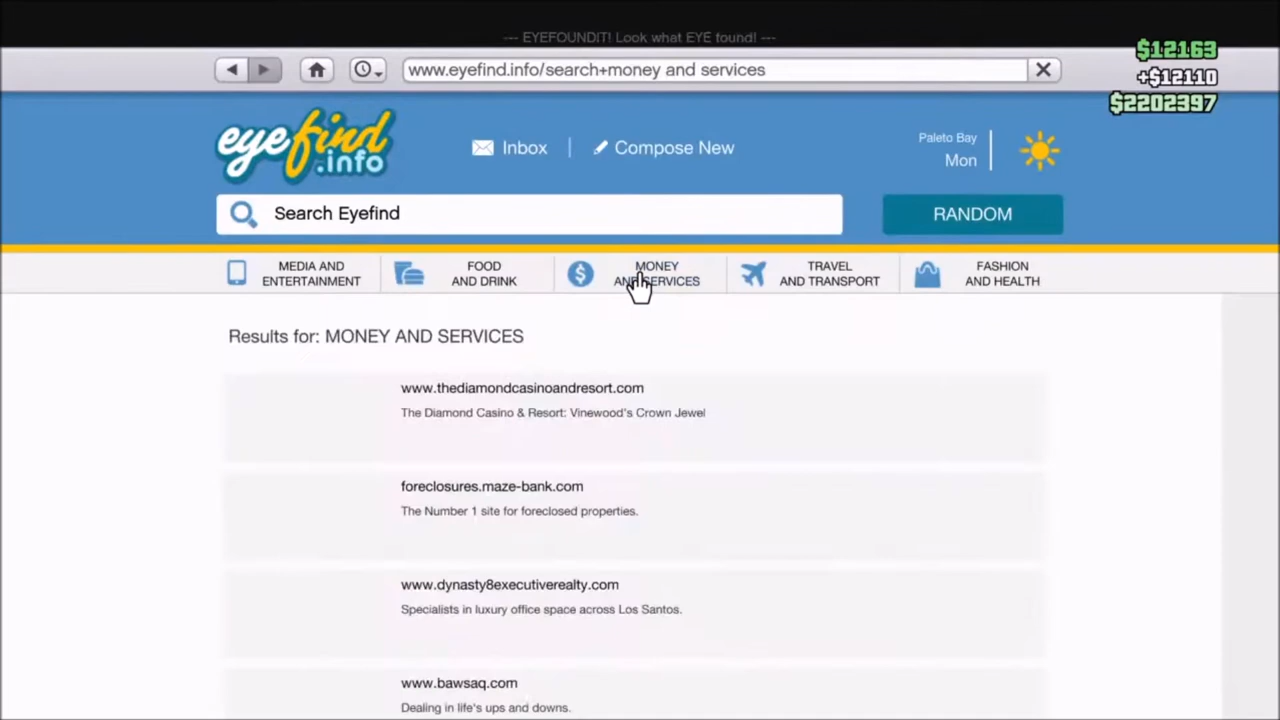 --- EYEFOUNDIT! Look what EYE found! ---
$12163
+$12110
$2202397
www.eyefind.info/search+money and services
eyefind
.info
Inbox
Compose New
Paleto Bay
Mon
Search Eyefind
RANDOM
MEDIA AND
ENTERTAINMENT
FOOD
AND DRINK
MONEY
AND SERVICES
TRAVEL
AND TRANSPORT
FASHION
AND HEALTH
Results for: MONEY AND SERVICES
www.thediamondcasinoandresort.com
The Diamond Casino & Resort: Vinewood's Crown Jewel
foreclosures.maze-bank.com
The Number 1 site for foreclosed properties.
www.dynasty8executiverealty.com
Specialists in luxury office space across Los Santos.
www.bawsaq.com
Dealing in life's ups and downs.